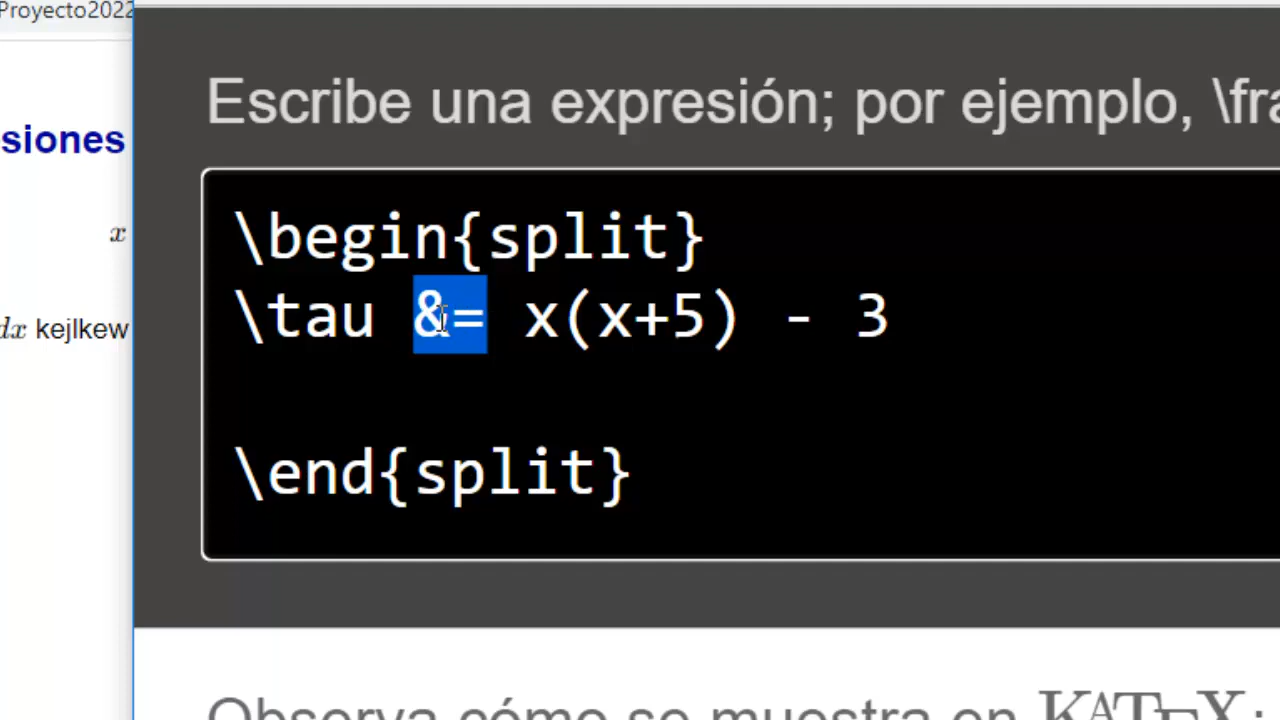 Proyecto2022
Escribe una expresión; por ejemplo, \fra
siones
\begin{split}
x
\tau &= x(x+5) - 3
dx kejlkew
\end{split}
Observa cómo se muestra en KATEX: